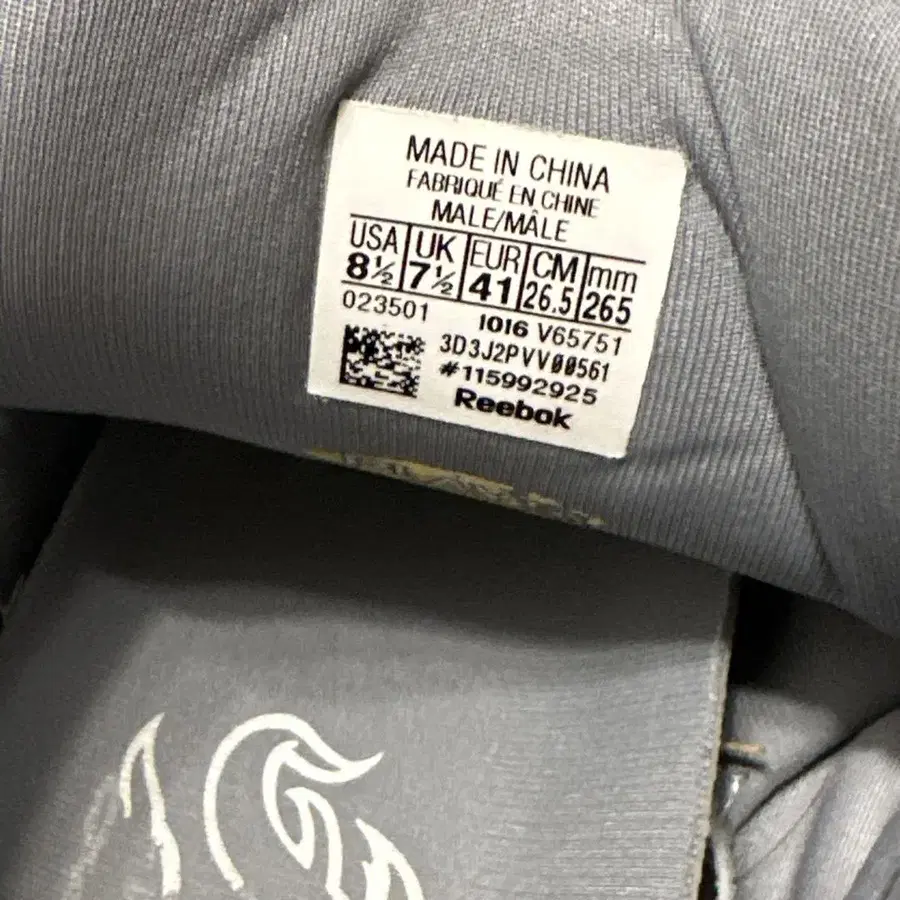 MADE IN CHINA
FABRIQUÉ EN CHINE
MALE/MÂLE
USA UK EUR CM mm
8½ 7½ 41 26.5 265
023501 1016 V65751
3D3J2PVV00561
#115992925
Reebok